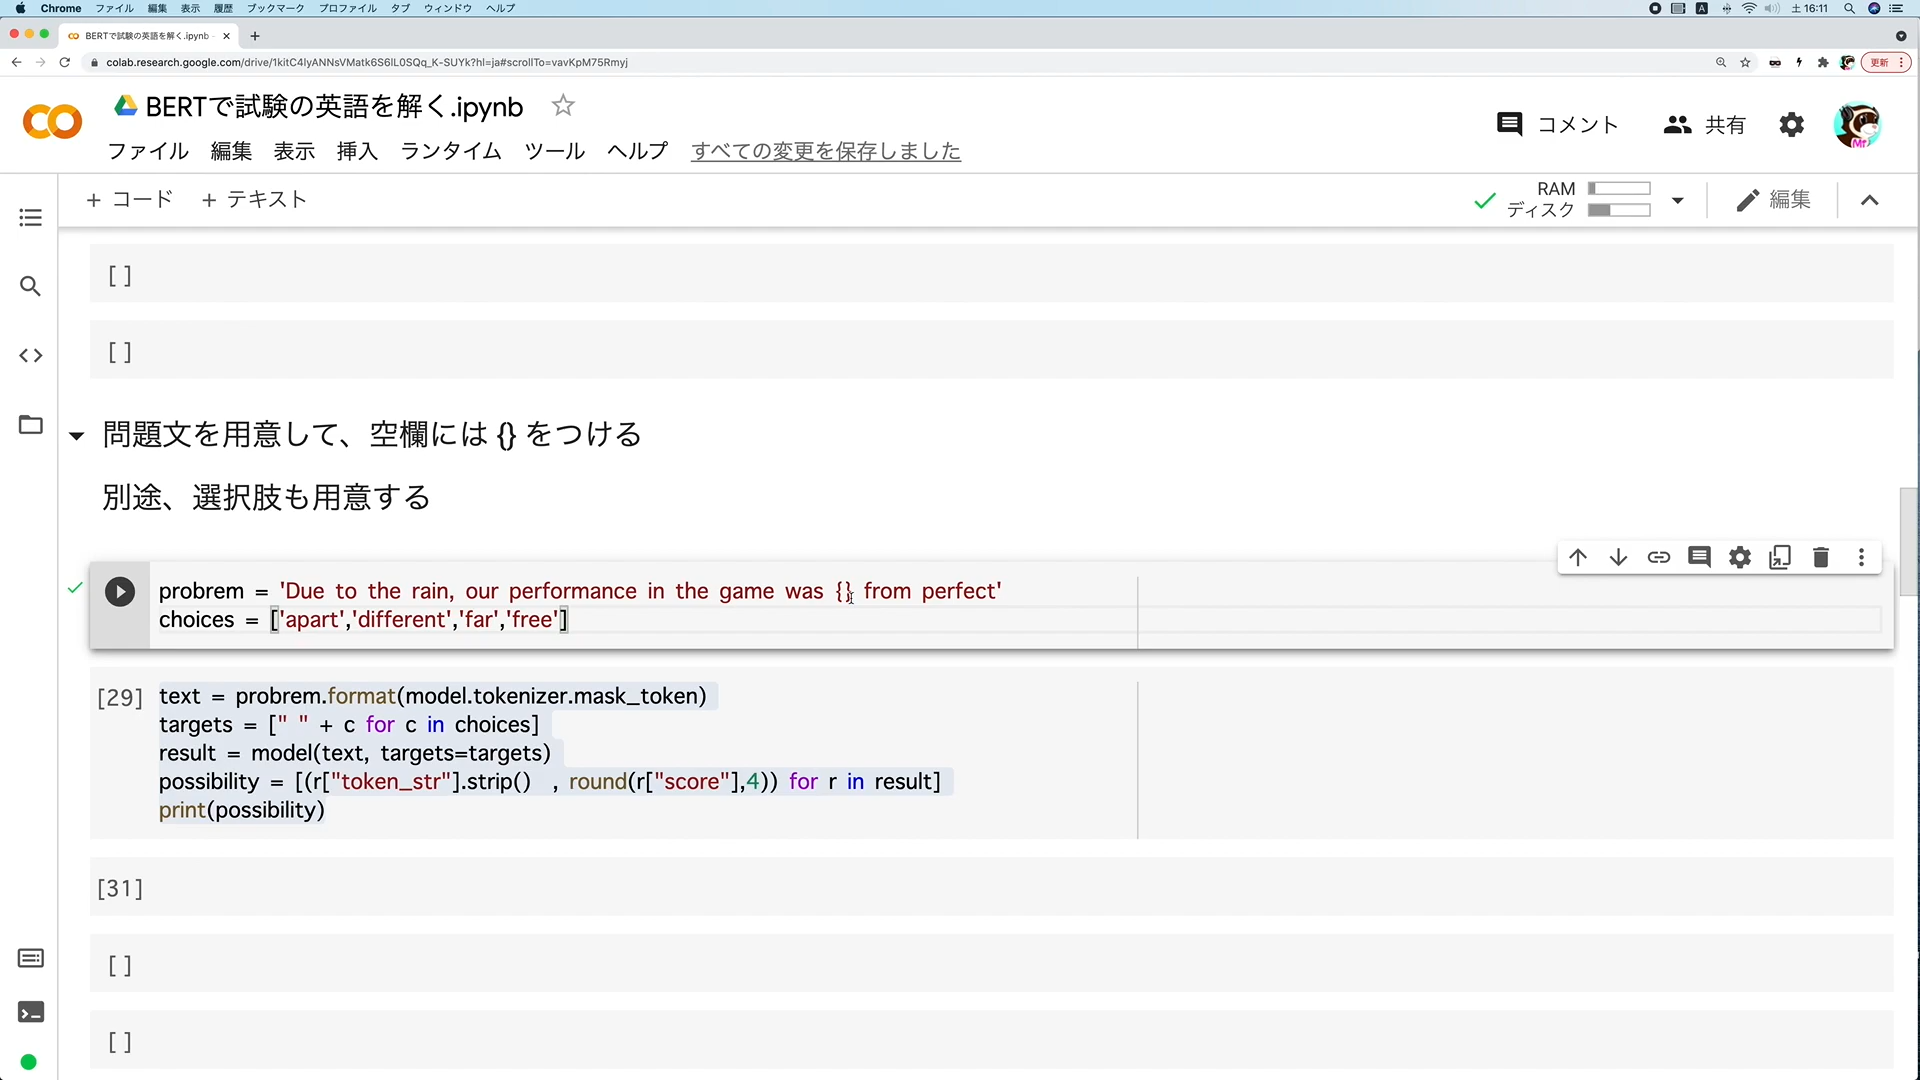 Chrome ファイル 編集 表示 履歴 ブックマーク プロファイル タブ ウィンドウ ヘルプ 土16:11
BERTで試験の英語を解く.ipynb
colab.research.google.com/drive/1kitC4lyANNsVMatk6S6lL0SQq_K-SUYk?hl=ja#scrollTo=vavKpM75Rmyj 更新
BERTで試験の英語を解く.ipynb
コメント 共有
ファイル 編集 表示 挿入 ランタイム ツール ヘルプ すべての変更を保存しました
+ コード + テキスト
RAM
ディスク
編集
[ ]
[ ]
問題文を用意して、空欄には {} をつける
別途、選択肢も用意する
probrem = 'Due to the rain, our performance in the game was {} from perfect'
choices = ['apart','different','far','free']
[29] text = probrem.format(model.tokenizer.mask_token)
targets = [" " + c for c in choices]
result = model(text, targets=targets)
possibility = [(r["token_str"].strip() , round(r["score"],4)) for r in result]
print(possibility)
[31]
[ ]
[ ]